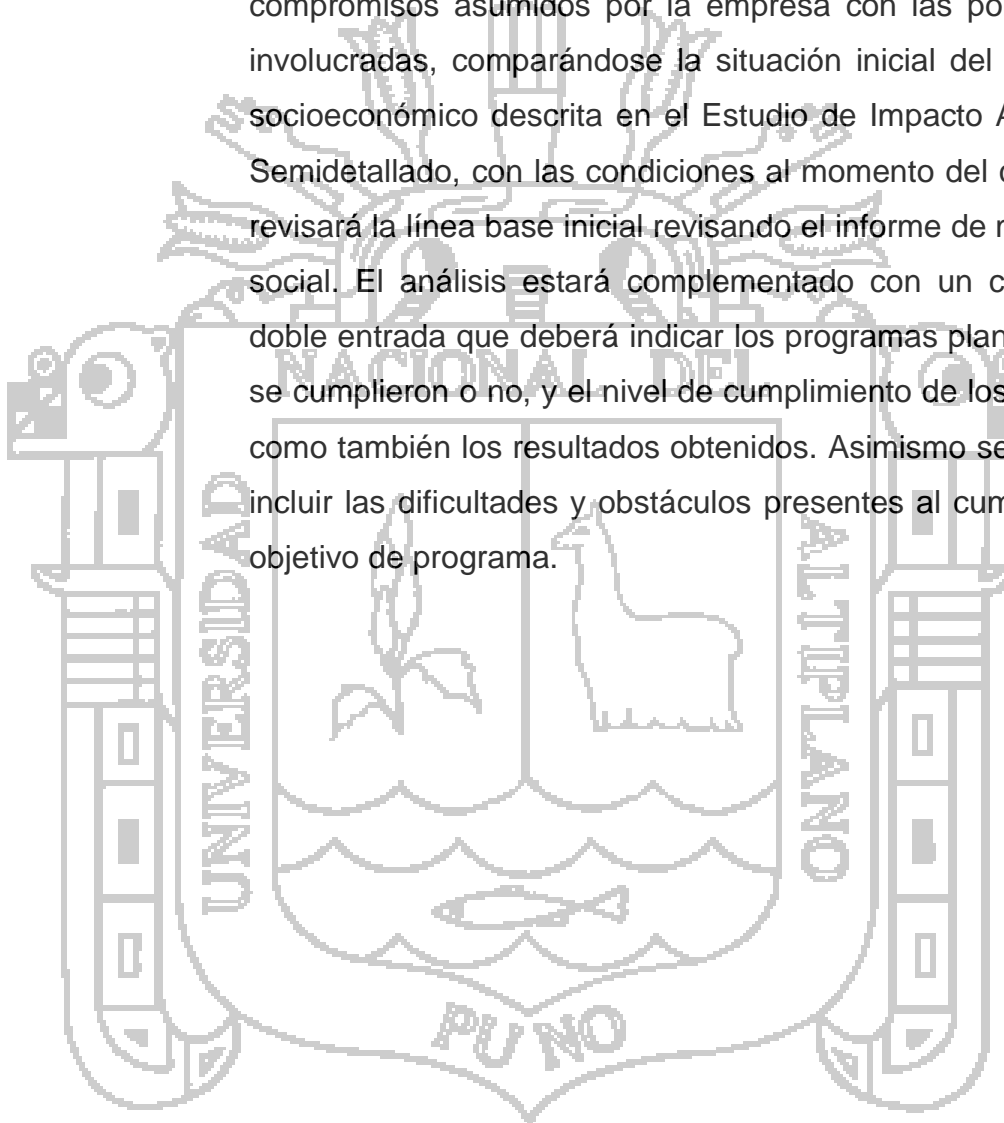 compromisos asumidos por la empresa con las
involucradas, comparándose la situación inicial del
socioeconómico descrita en el Estudio de Impacto
Semidetallado, con las condiciones al momento del
revisará la línea base inicial revisando el informe de
social. El análisis estará complementado con un
doble entrada que deberá indicar los programas
se cumplieron o no, y el nivel de cumplimiento de los
como también los resultados obtenidos. Asimismo
incluir las dificultades y obstáculos presentes al
objetivo de programa.
NACIONAL DEL
UNIVERSIDAD
ALTIPLANO
PUNO